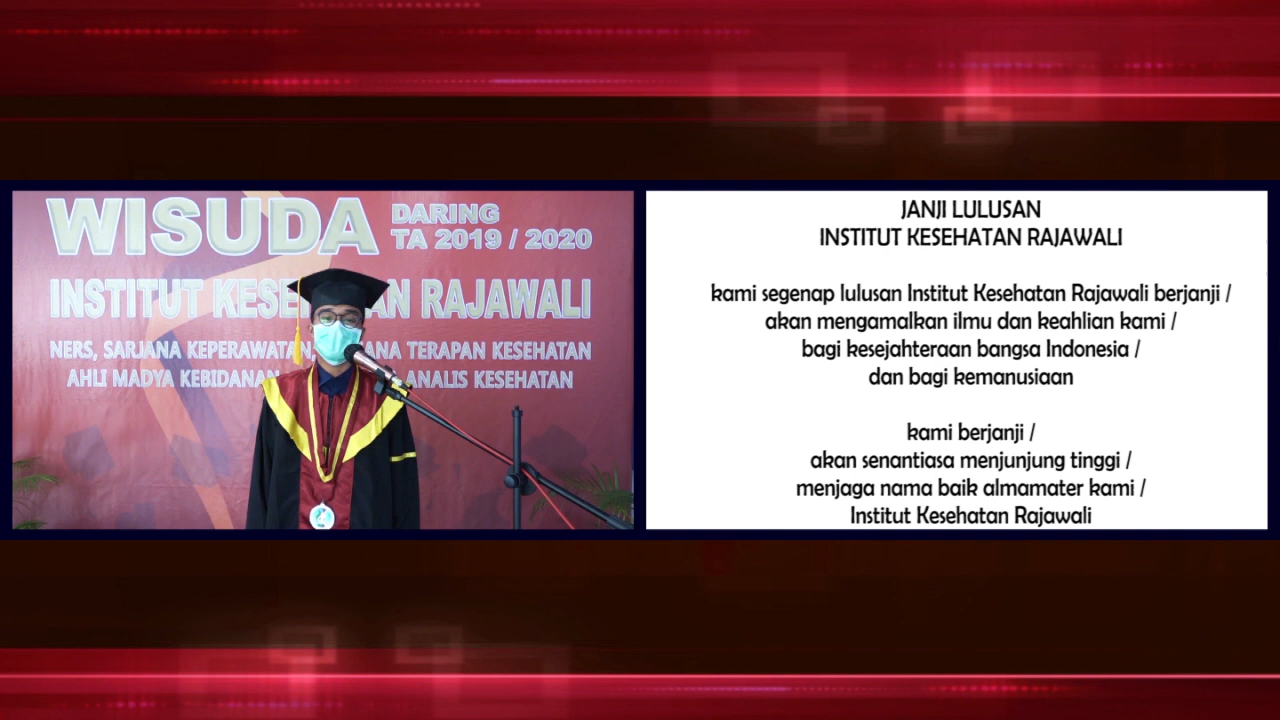 WISUDA
DARING
TA 2019 / 2020
INSTITUT KESE AN RAJAWALI
NERS, SARJANA KEPERAWATAN, ANA TERAPAN KESEHATAN
AHLI MADYA KEBIDANAN ANALIS KESEHATAN
JANJI LULUSAN
INSTITUT KESEHATAN RAJAWALI
kami segenap lulusan Institut Kesehatan Rajawali berjanji /
akan mengamalkan ilmu dan keahlian kami /
bagi kesejahteraan bangsa Indonesia /
dan bagi kemanusiaan
kami berjanji /
akan senantiasa menjunjung tinggi /
menjaga nama baik almamater kami /
Institut Kesehatan Rajawali